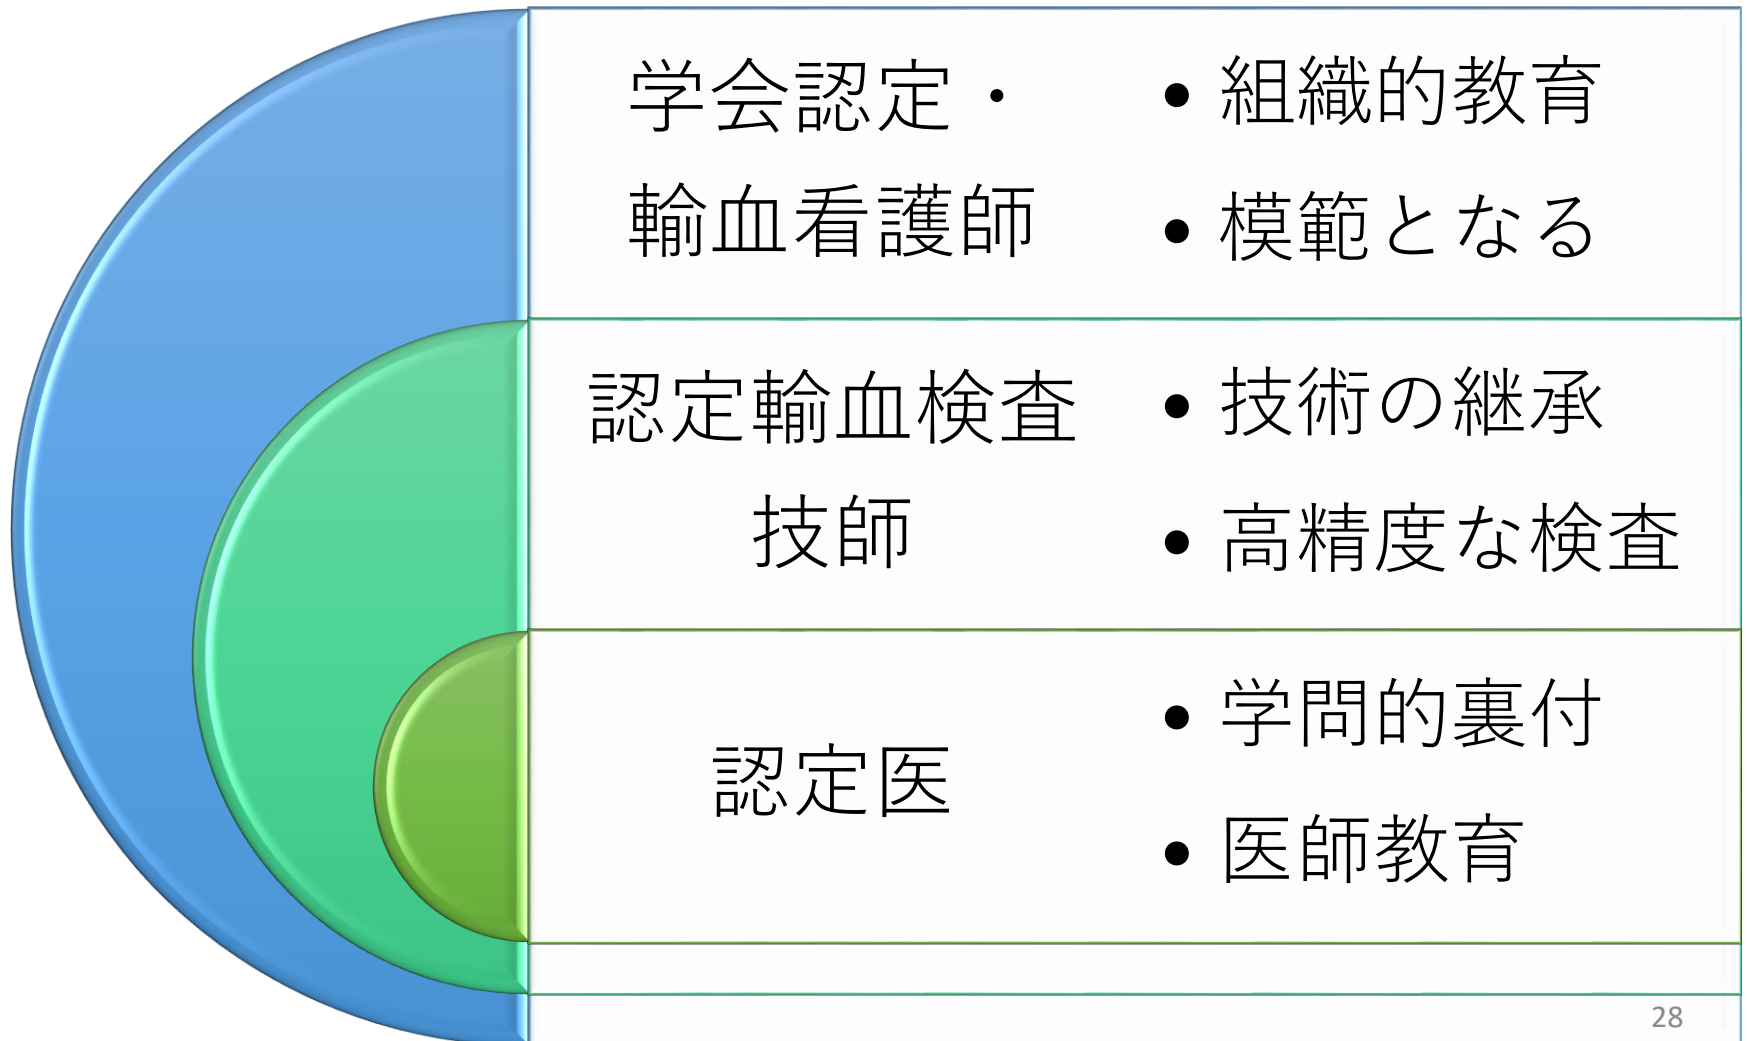 学会認定・
輸血看護師
• 組織的教育
• 模範となる
認定輸血検査
技師
• 技術の継承
• 高精度な検査
認定医
• 学問的裏付
• 医師教育
28